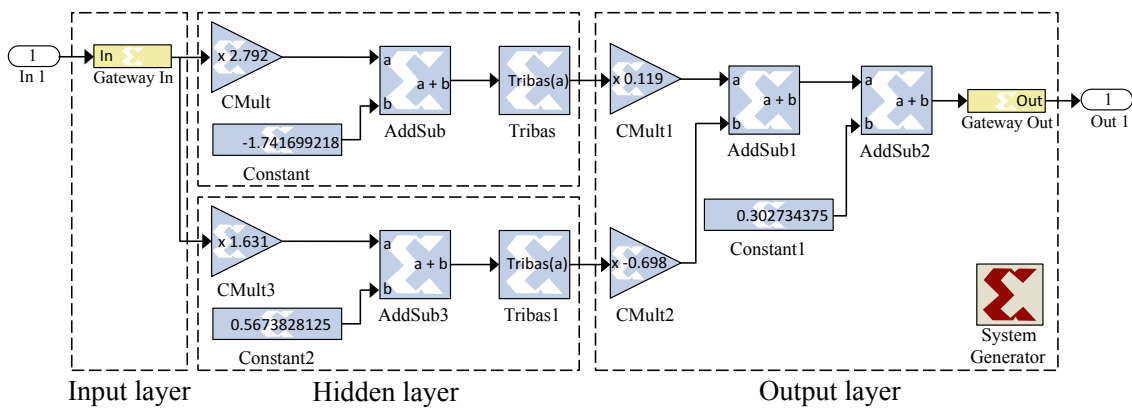 1
In 1
In
Gateway In
x 2.792
CMult
-1.741699218
Constant
a
b
a + b
AddSub
Tribas(a)
Tribas
x 1.631
CMult3
0.5673828125
Constant2
a
b
a + b
AddSub3
Tribas(a)
Tribas1
x 0.119
CMult1
x -0.698
CMult2
a
b
a + b
AddSub1
0.302734375
Constant1
a
b
a + b
AddSub2
Out
Gateway Out
1
Out 1
System
Generator
Input layer
Hidden layer
Output layer